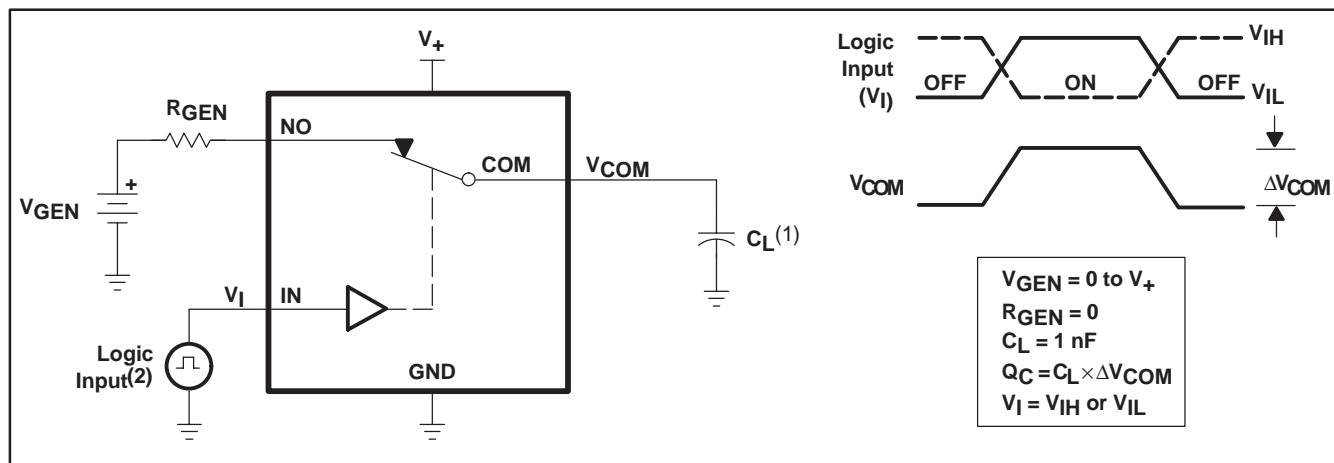 V+
RGEN
NO
COM
VCOM
VGEN
+
CL(1)
VI
IN
Logic
Input(2)
GND
Logic
Input
(VI)
OFF
ON
OFF
VIH
VIL
VCOM
ΔVCOM
VGEN = 0 to V+
RGEN = 0
CL = 1 nF
QC = CL × ΔVCOM
VI = VIH or VIL